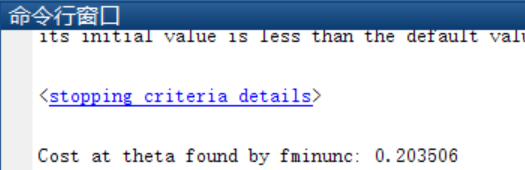 命令行窗口
its initial value is less than the default
<stopping criteria details>
Cost at theta found by fminunc: 0.203506